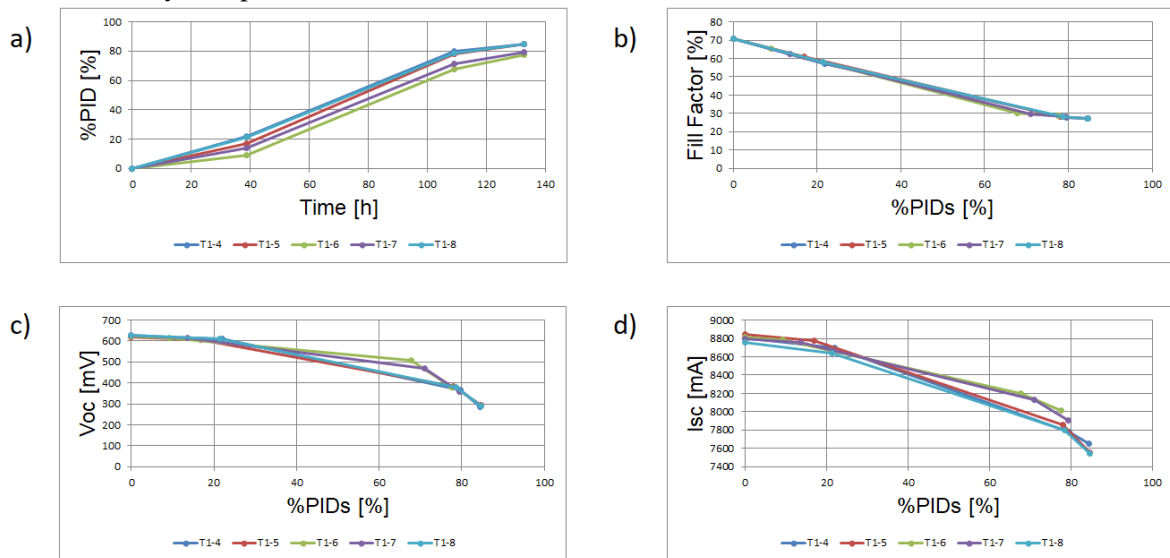 a)
100
80
60
40
20
0
%PID [%]
0 20 40 60 80 100 120 140
Time [h]
T1-4 T1-5 T1-6 T1-7 T1-8
b)
80
70
60
50
40
30
20
10
0
Fill Factor [%]
0 20 40 60 80 100
%PIDs [%]
T1-4 T1-5 T1-6 T1-7 T1-8
c)
700
600
500
400
300
200
100
0
Voc [mV]
0 20 40 60 80 100
%PIDs [%]
T1-4 T1-5 T1-6 T1-7 T1-8
d)
9000
8800
8600
8400
8200
8000
7800
7600
7400
Isc [mA]
0 20 40 60 80 100
%PIDs [%]
T1-4 T1-5 T1-6 T1-7 T1-8